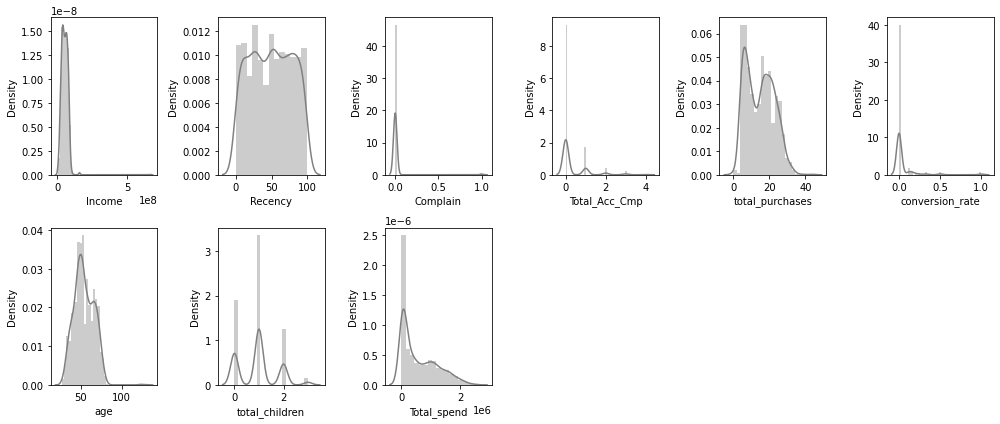 1e−8
Density
1.50
1.25
1.00
0.75
0.50
0.25
0.00
0 5
Income 1e8
Density
0.012
0.010
0.008
0.006
0.004
0.002
0.000
0 50 100
Recency
Density
40
30
20
10
0
0.0 0.5 1.0
Complain
Density
8
6
4
2
0
0 2 4
Total_Acc_Cmp
Density
0.06
0.05
0.04
0.03
0.02
0.01
0.00
0 20 40
total_purchases
Density
40
30
20
10
0
0.0 0.5 1.0
conversion_rate
Density
0.04
0.03
0.02
0.01
0.00
50 100
age
Density
3
2
1
0
0 2
total_children
1e−6
Density
2.5
2.0
1.5
1.0
0.5
0.0
0 2
Total_spend 1e6